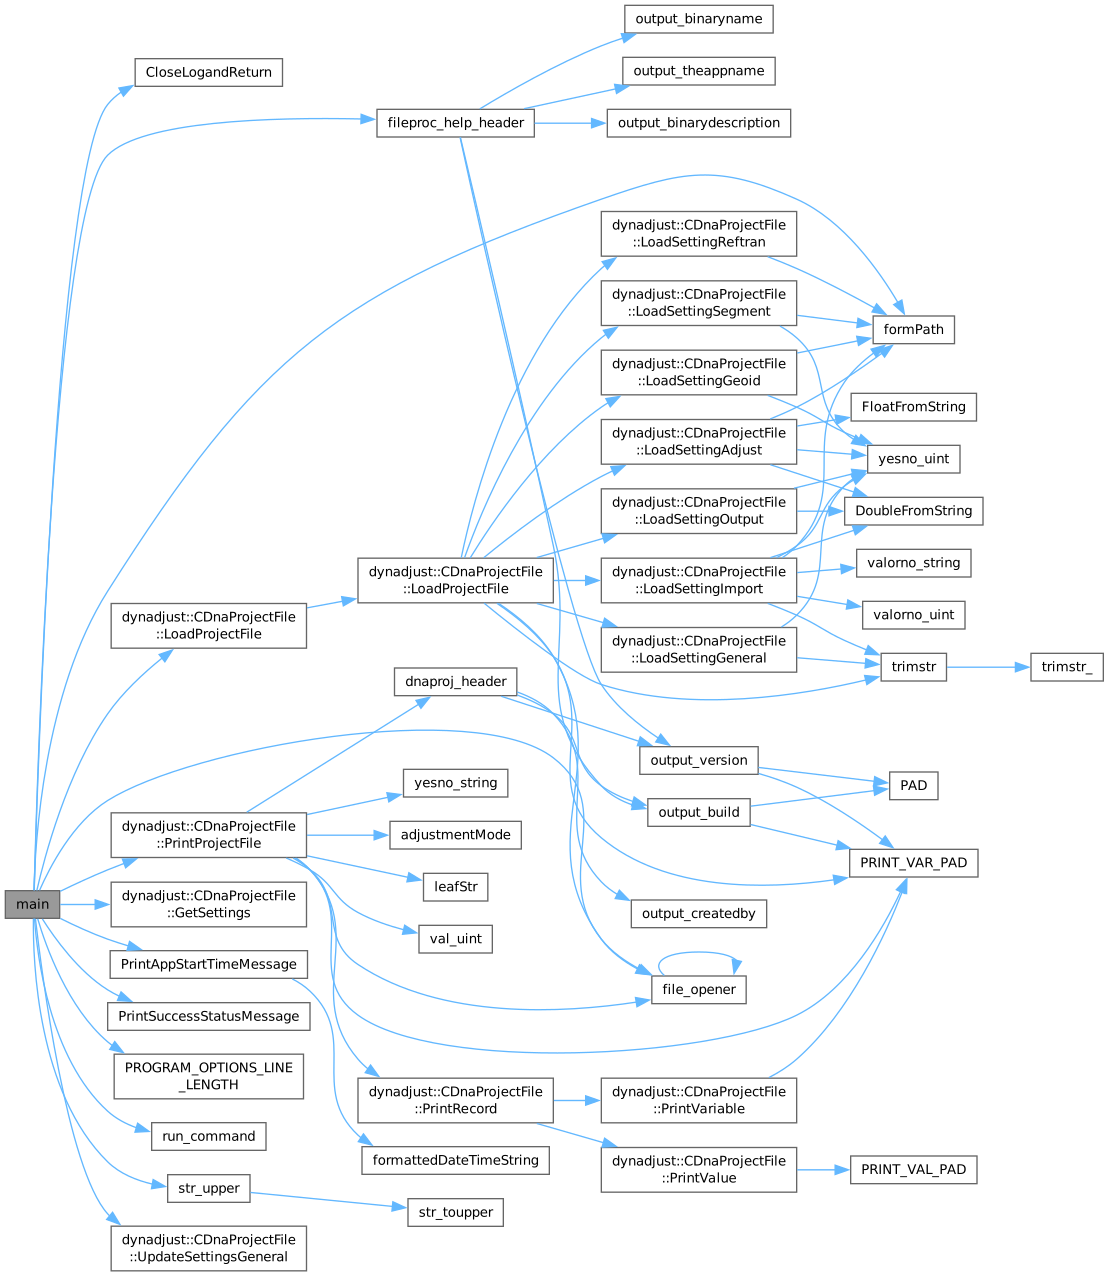 output_binaryname
CloseLogandReturn
output_theappname
fileproc_help_header
output_binarydescription
dynadjust::CDnaProjectFile
::LoadSettingReftran
dynadjust::CDnaProjectFile
::LoadSettingSegment
formPath
dynadjust::CDnaProjectFile
::LoadSettingGeoid
FloatFromString
dynadjust::CDnaProjectFile
::LoadSettingAdjust
yesno_uint
dynadjust::CDnaProjectFile
::LoadSettingOutput
DoubleFromString
dynadjust::CDnaProjectFile
::LoadProjectFile
dynadjust::CDnaProjectFile
::LoadSettingImport
valorno_string
valorno_uint
dynadjust::CDnaProjectFile
::LoadProjectFile
dynadjust::CDnaProjectFile
::LoadSettingGeneral
trimstr
trimstr_
dnaproj_header
output_version
yesno_string
PAD
output_build
dynadjust::CDnaProjectFile
::PrintProjectFile
adjustmentMode
PRINT_VAR_PAD
leafStr
main
dynadjust::CDnaProjectFile
::GetSettings
output_createdby
val_uint
PrintAppStartTimeMessage
file_opener
PrintSuccessStatusMessage
PROGRAM_OPTIONS_LINE
_LENGTH
dynadjust::CDnaProjectFile
::PrintRecord
dynadjust::CDnaProjectFile
::PrintVariable
run_command
formattedDateTimeString
dynadjust::CDnaProjectFile
::PrintValue
PRINT_VAL_PAD
str_upper
str_toupper
dynadjust::CDnaProjectFile
::UpdateSettingsGeneral